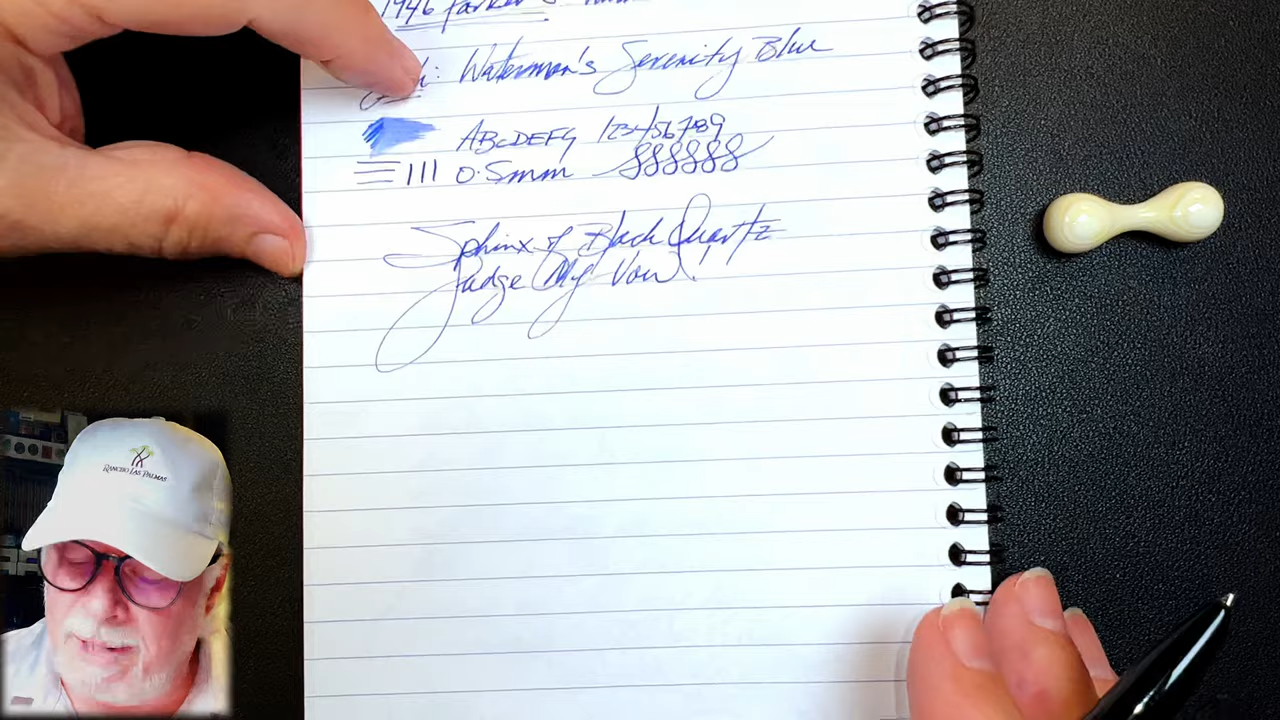 1946 Parker
Waterman's Serenity Blue
ABCDEFG 123456789
0.5mm
Sphinx of Black Quartz
Judge My Vow!
RANCHO LAS PALMAS